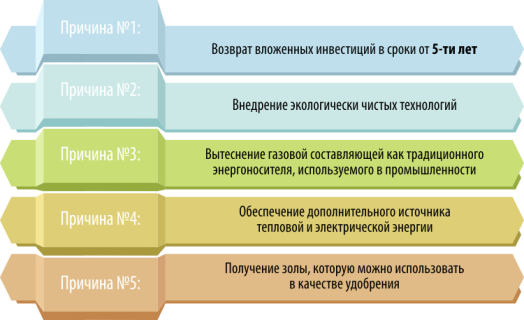 Причина №1:
Возврат вложенных инвестиций в сроки от 5-ти лет
Причина №2:
Внедрение экологически чистых технологий
Причина №3:
Вытеснение газовой составляющей как традиционного
энергоносителя, используемого в промышленности
Причина №4:
Обеспечение дополнительного источника
тепловой и электрической энергии
Причина №5:
Получение золы, которую можно использовать
в качестве удобрения